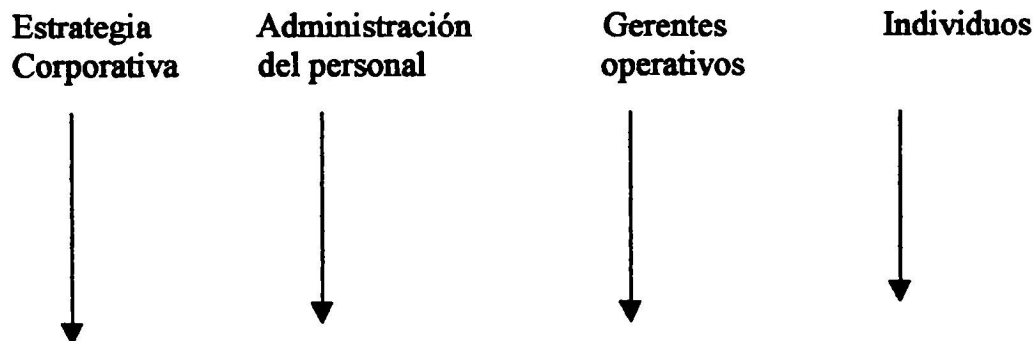 Estrategia
Corporativa
Administración
del personal
Gerentes
operativos
Individuos